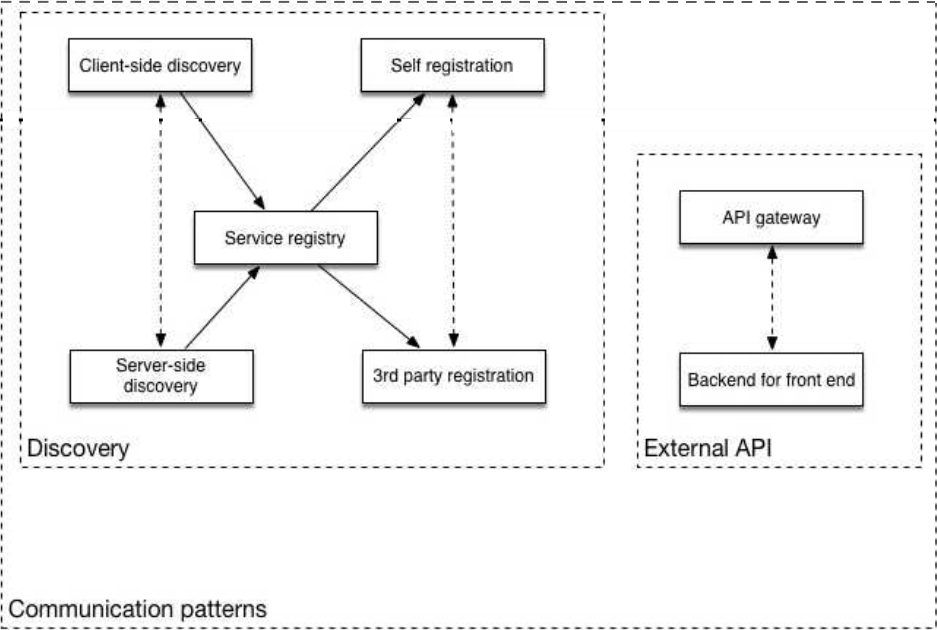 Client-side discovery
Self registration
Service registry
API gateway
Server-side
discovery
3rd party registration
Backend for front end
Discovery
External API
Communication patterns